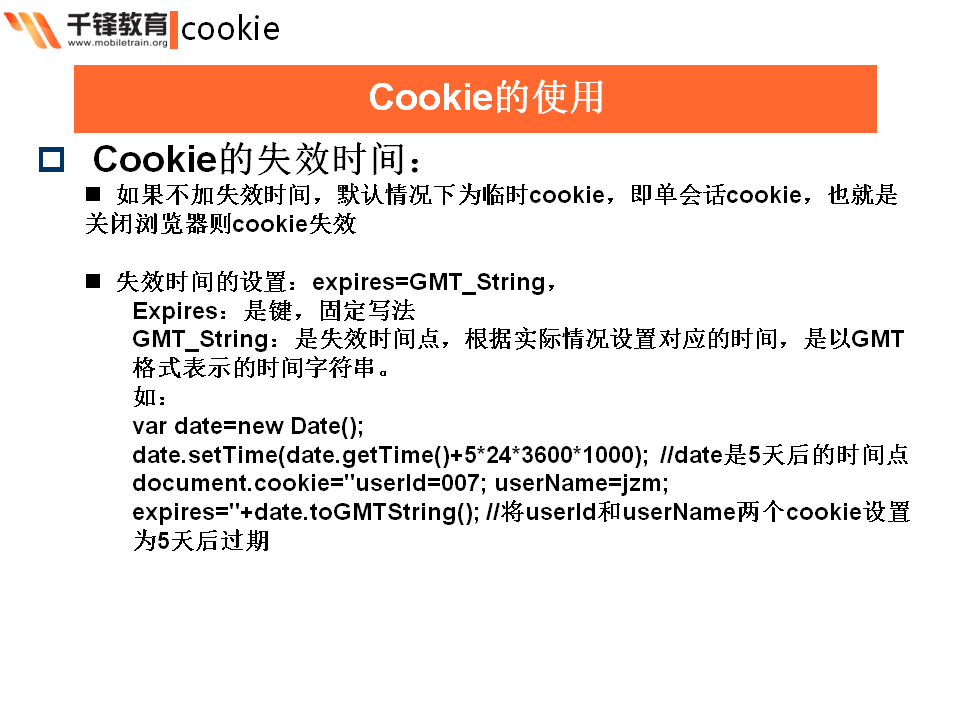 千锋教育
www.mobiletrain.org
cookie
Cookie的使用
Cookie的失效时间：
如果不加失效时间，默认情况下为临时cookie，即单会话cookie，也就是
关闭浏览器则cookie失效
失效时间的设置：expires=GMT_String，
Expires：是键，固定写法
GMT_String：是失效时间点，根据实际情况设置对应的时间，是以GMT
格式表示的时间字符串。
如：
var date=new Date();
date.setTime(date.getTime()+5*24*3600*1000); //date是5天后的时间点
document.cookie="userId=007; userName=jzm;
expires="+date.toGMTString(); //将userId和userName两个cookie设置
为5天后过期